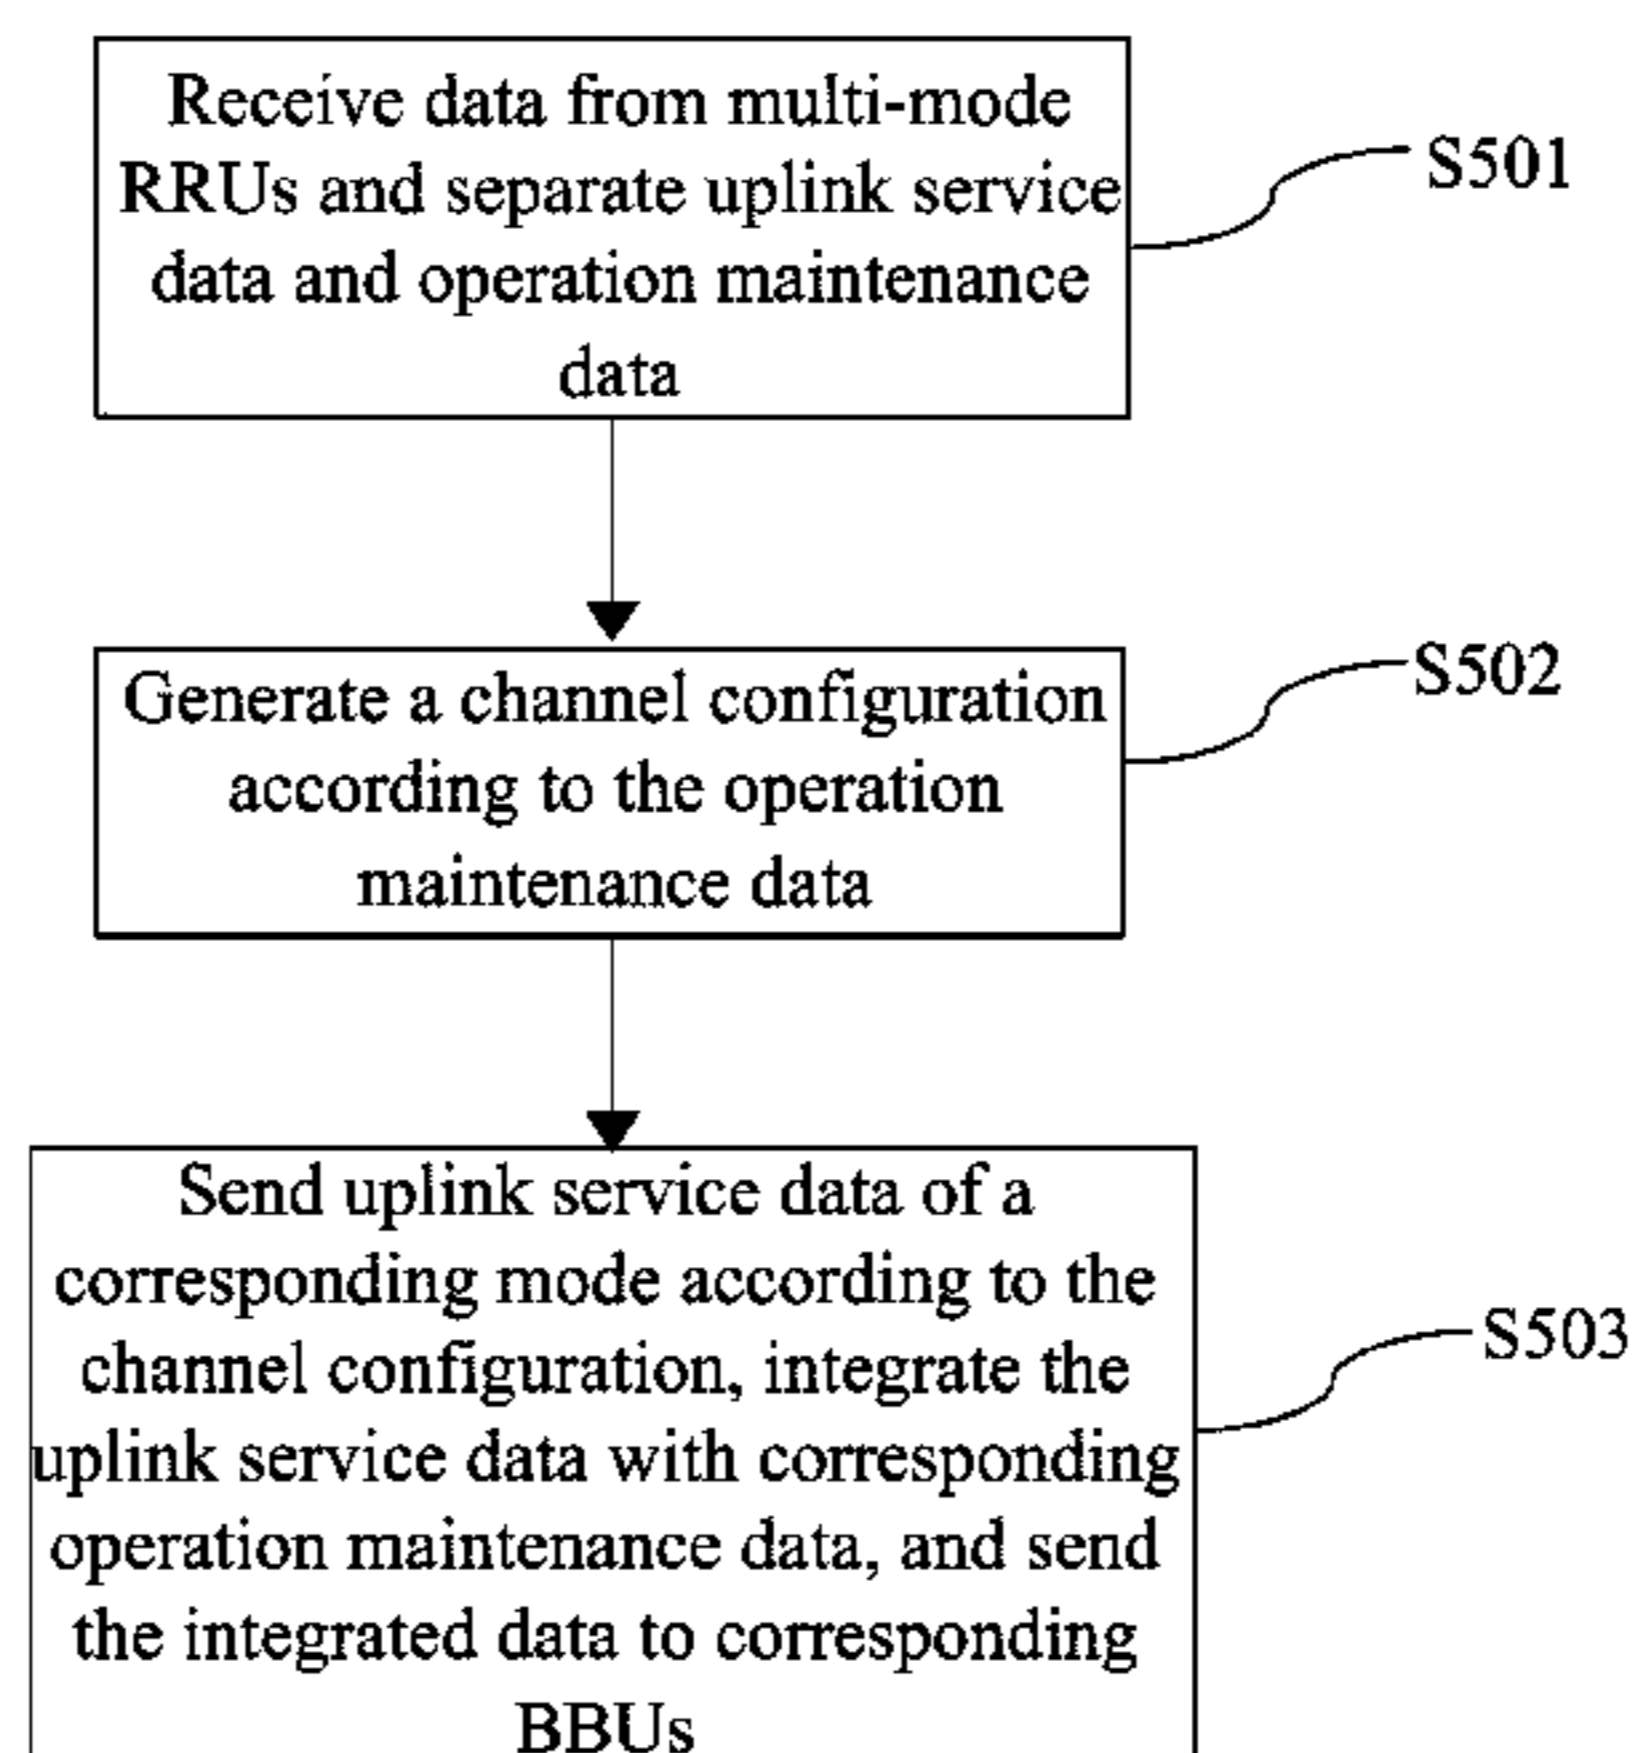 Receive data from multi-mode
RRUs and separate uplink service
data and operation maintenance
data
S501
Generate a channel configuration
according to the operation
maintenance data
S502
Send uplink service data of a
corresponding mode according to the
channel configuration, integrate the
uplink service data with corresponding
operation maintenance data, and send
the integrated data to corresponding
BBUs
S503